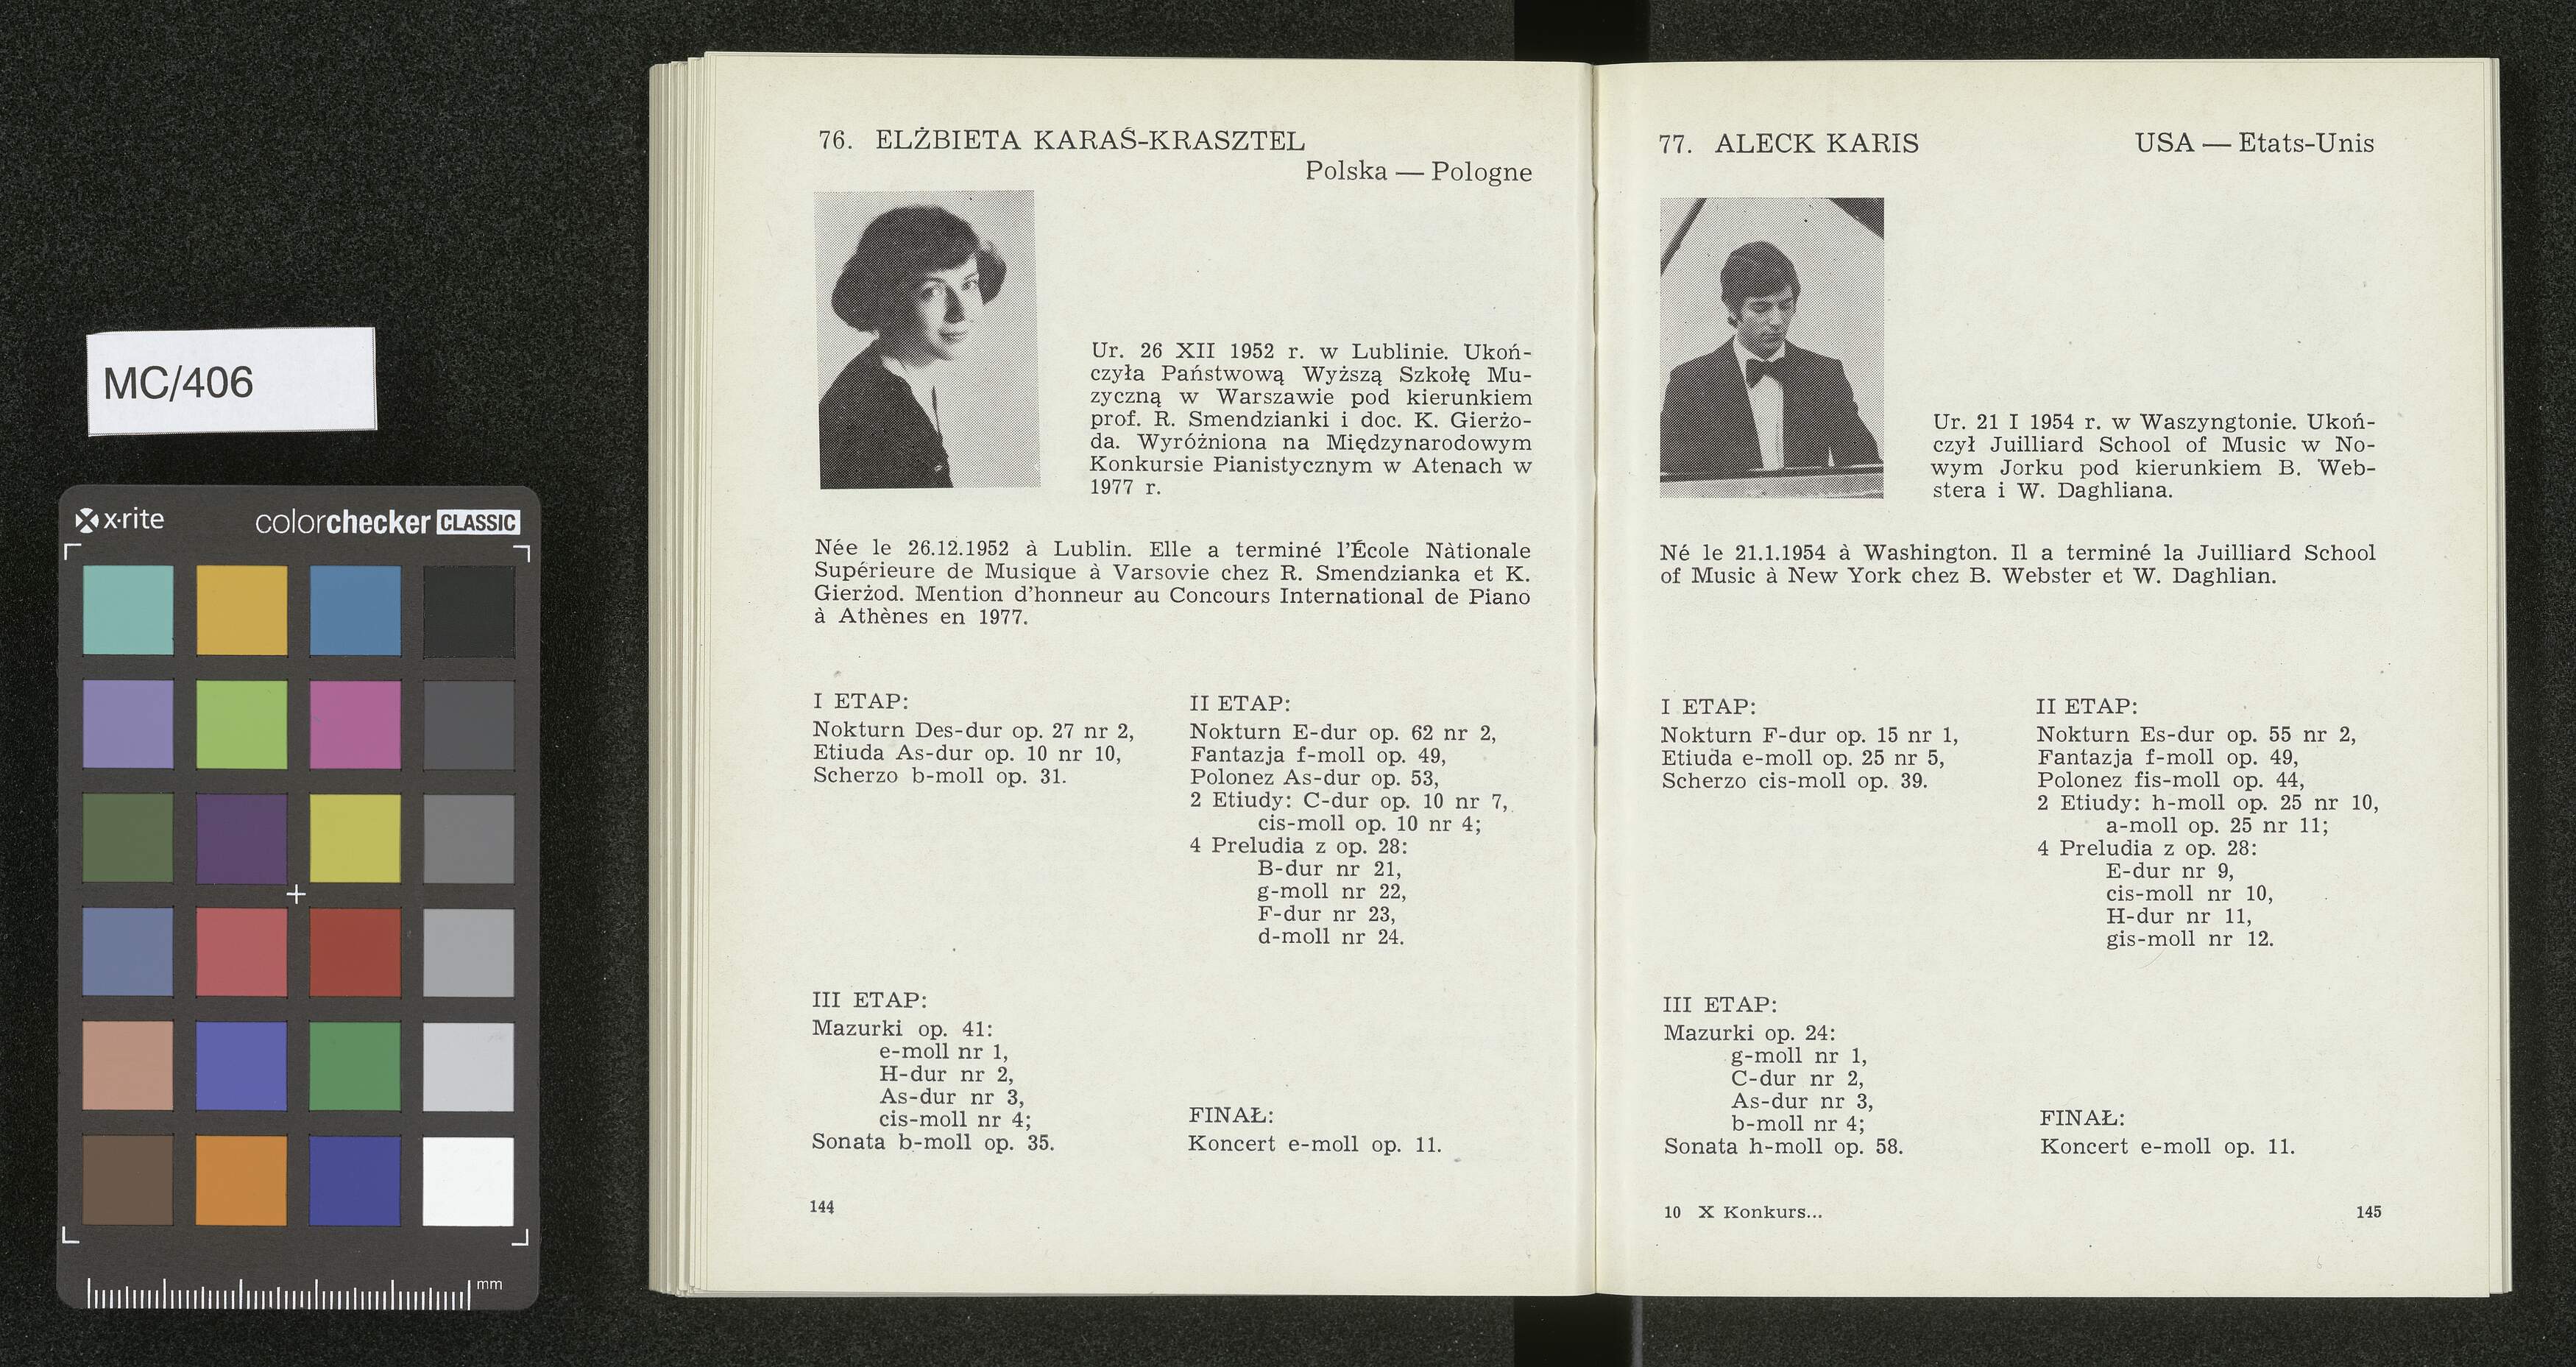 MC/406
x·rite
colorchecker CLASSIC
mm
76. ELŻBIETA KARAŚ-KRASZTEL
Polska — Pologne
Ur. 26 XII 1952 r. w Lublinie. Ukoń-
czyła Państwową Wyższą Szkołę Mu-
zyczną w Warszawie pod kierunkiem
prof. R. Smendzianki i doc. K. Gierżo-
da. Wyróżniona na Międzynarodowym
Konkursie Pianistycznym w Atenach w
1977 r.
Née le 26.12.1952 à Lublin. Elle a terminé l'École Nàtionale
Supérieure de Musique à Varsovie chez R. Smendzianka et K.
Gierżod. Mention d'honneur au Concours International de Piano
à Athènes en 1977.
I ETAP:
Nokturn Des-dur op. 27 nr 2,
Etiuda As-dur op. 10 nr 10,
Scherzo b-moll op. 31.
II ETAP:
Nokturn E-dur op. 62 nr 2,
Fantazja f-moll op. 49,
Polonez As-dur op. 53,
2 Etiudy: C-dur op. 10 nr 7,
cis-moll op. 10 nr 4;
4 Preludia z op. 28:
B-dur nr 21,
g-moll nr 22,
F-dur nr 23,
d-moll nr 24.
III ETAP:
Mazurki op. 41:
e-moll nr 1,
H-dur nr 2,
As-dur nr 3,
cis-moll nr 4;
Sonata b-moll op. 35.
FINAŁ:
Koncert e-moll op. 11.
144
77. ALECK KARIS USA — Etats-Unis
Ur. 21 I 1954 r. w Waszyngtonie. Ukoń-
czył Juilliard School of Music w No-
wym Jorku pod kierunkiem B. Web-
stera i W. Daghliana.
Né le 21.1.1954 à Washington. Il a terminé la Juilliard School
of Music à New York chez B. Webster et W. Daghlian.
I ETAP:
Nokturn F-dur op. 15 nr 1,
Etiuda e-moll op. 25 nr 5,
Scherzo cis-moll op. 39.
II ETAP:
Nokturn Es-dur op. 55 nr 2,
Fantazja f-moll op. 49,
Polonez fis-moll op. 44,
2 Etiudy: h-moll op. 25 nr 10,
a-moll op. 25 nr 11;
4 Preludia z op. 28:
E-dur nr 9,
cis-moll nr 10,
H-dur nr 11,
gis-moll nr 12.
III ETAP:
Mazurki op. 24:
g-moll nr 1,
C-dur nr 2,
As-dur nr 3,
b-moll nr 4;
Sonata h-moll op. 58.
FINAŁ:
Koncert e-moll op. 11.
10 X Konkurs...
145